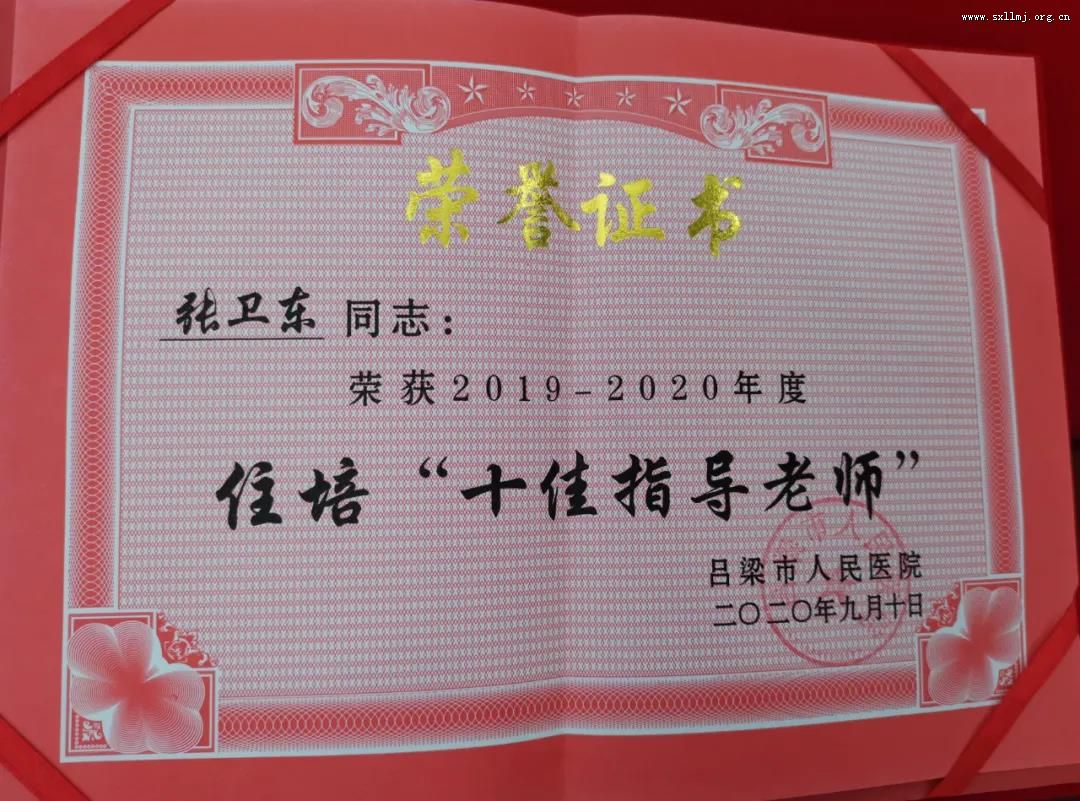 www.sxllmj.org.cn
荣誉证书
张卫东 同志：
荣获2019-2020年度
住培“十佳指导老师”
吕梁市人民医院
二〇二〇年九月十日